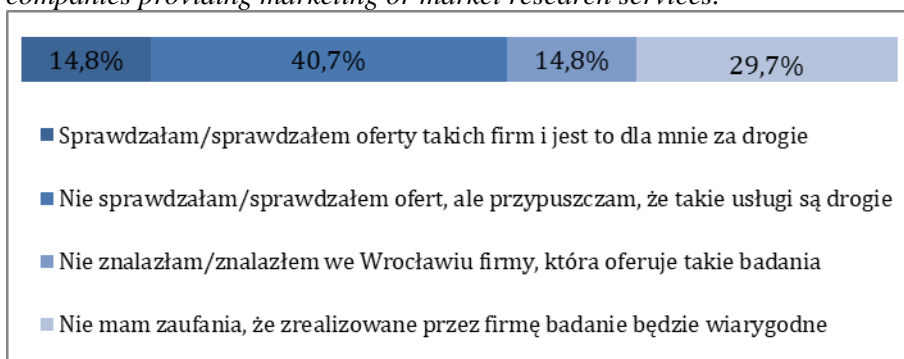 companies providing marketing or market research services.
14,8% 40,7% 14,8% 29,7%
Sprawdzałam/sprawdzałem oferty takich firm i jest to dla mnie za drogie
Nie sprawdzałam/sprawdzałem ofert, ale przypuszczam, że takie usługi są drogie
Nie znalazłam/znalazłem we Wrocławiu firmy, która oferuje takie badania
Nie mam zaufania, że zrealizowane przez firmę badanie będzie wiarygodne